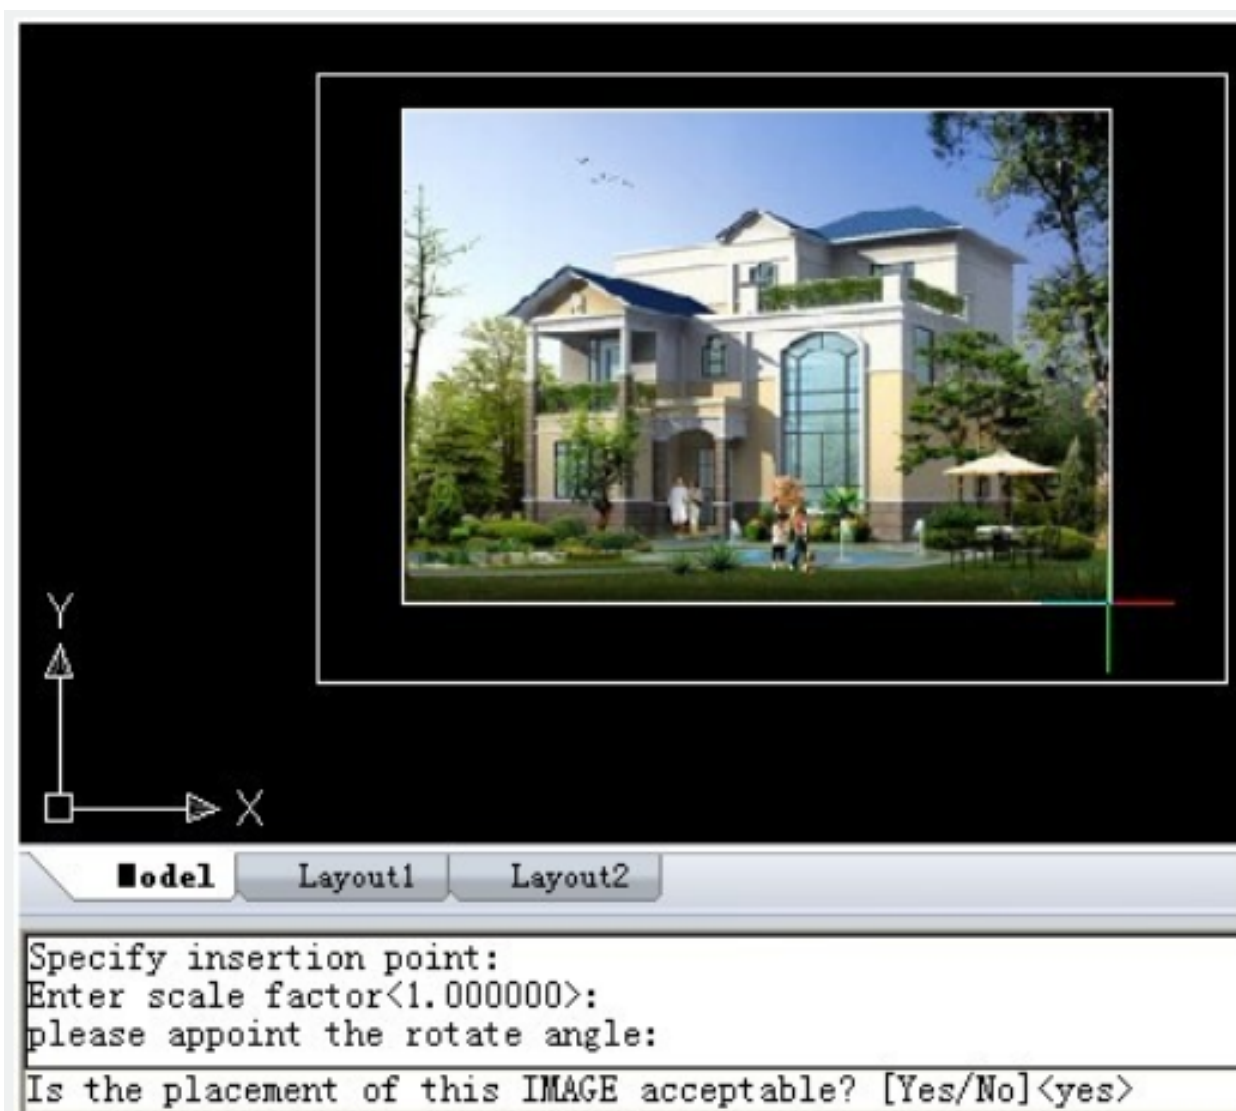 Y
X
Model Layout1 Layout2
Specify insertion point:
Enter scale factor<1.000000>:
please appoint the rotate angle:
Is the placement of this IMAGE acceptable? [Yes/No]<yes>